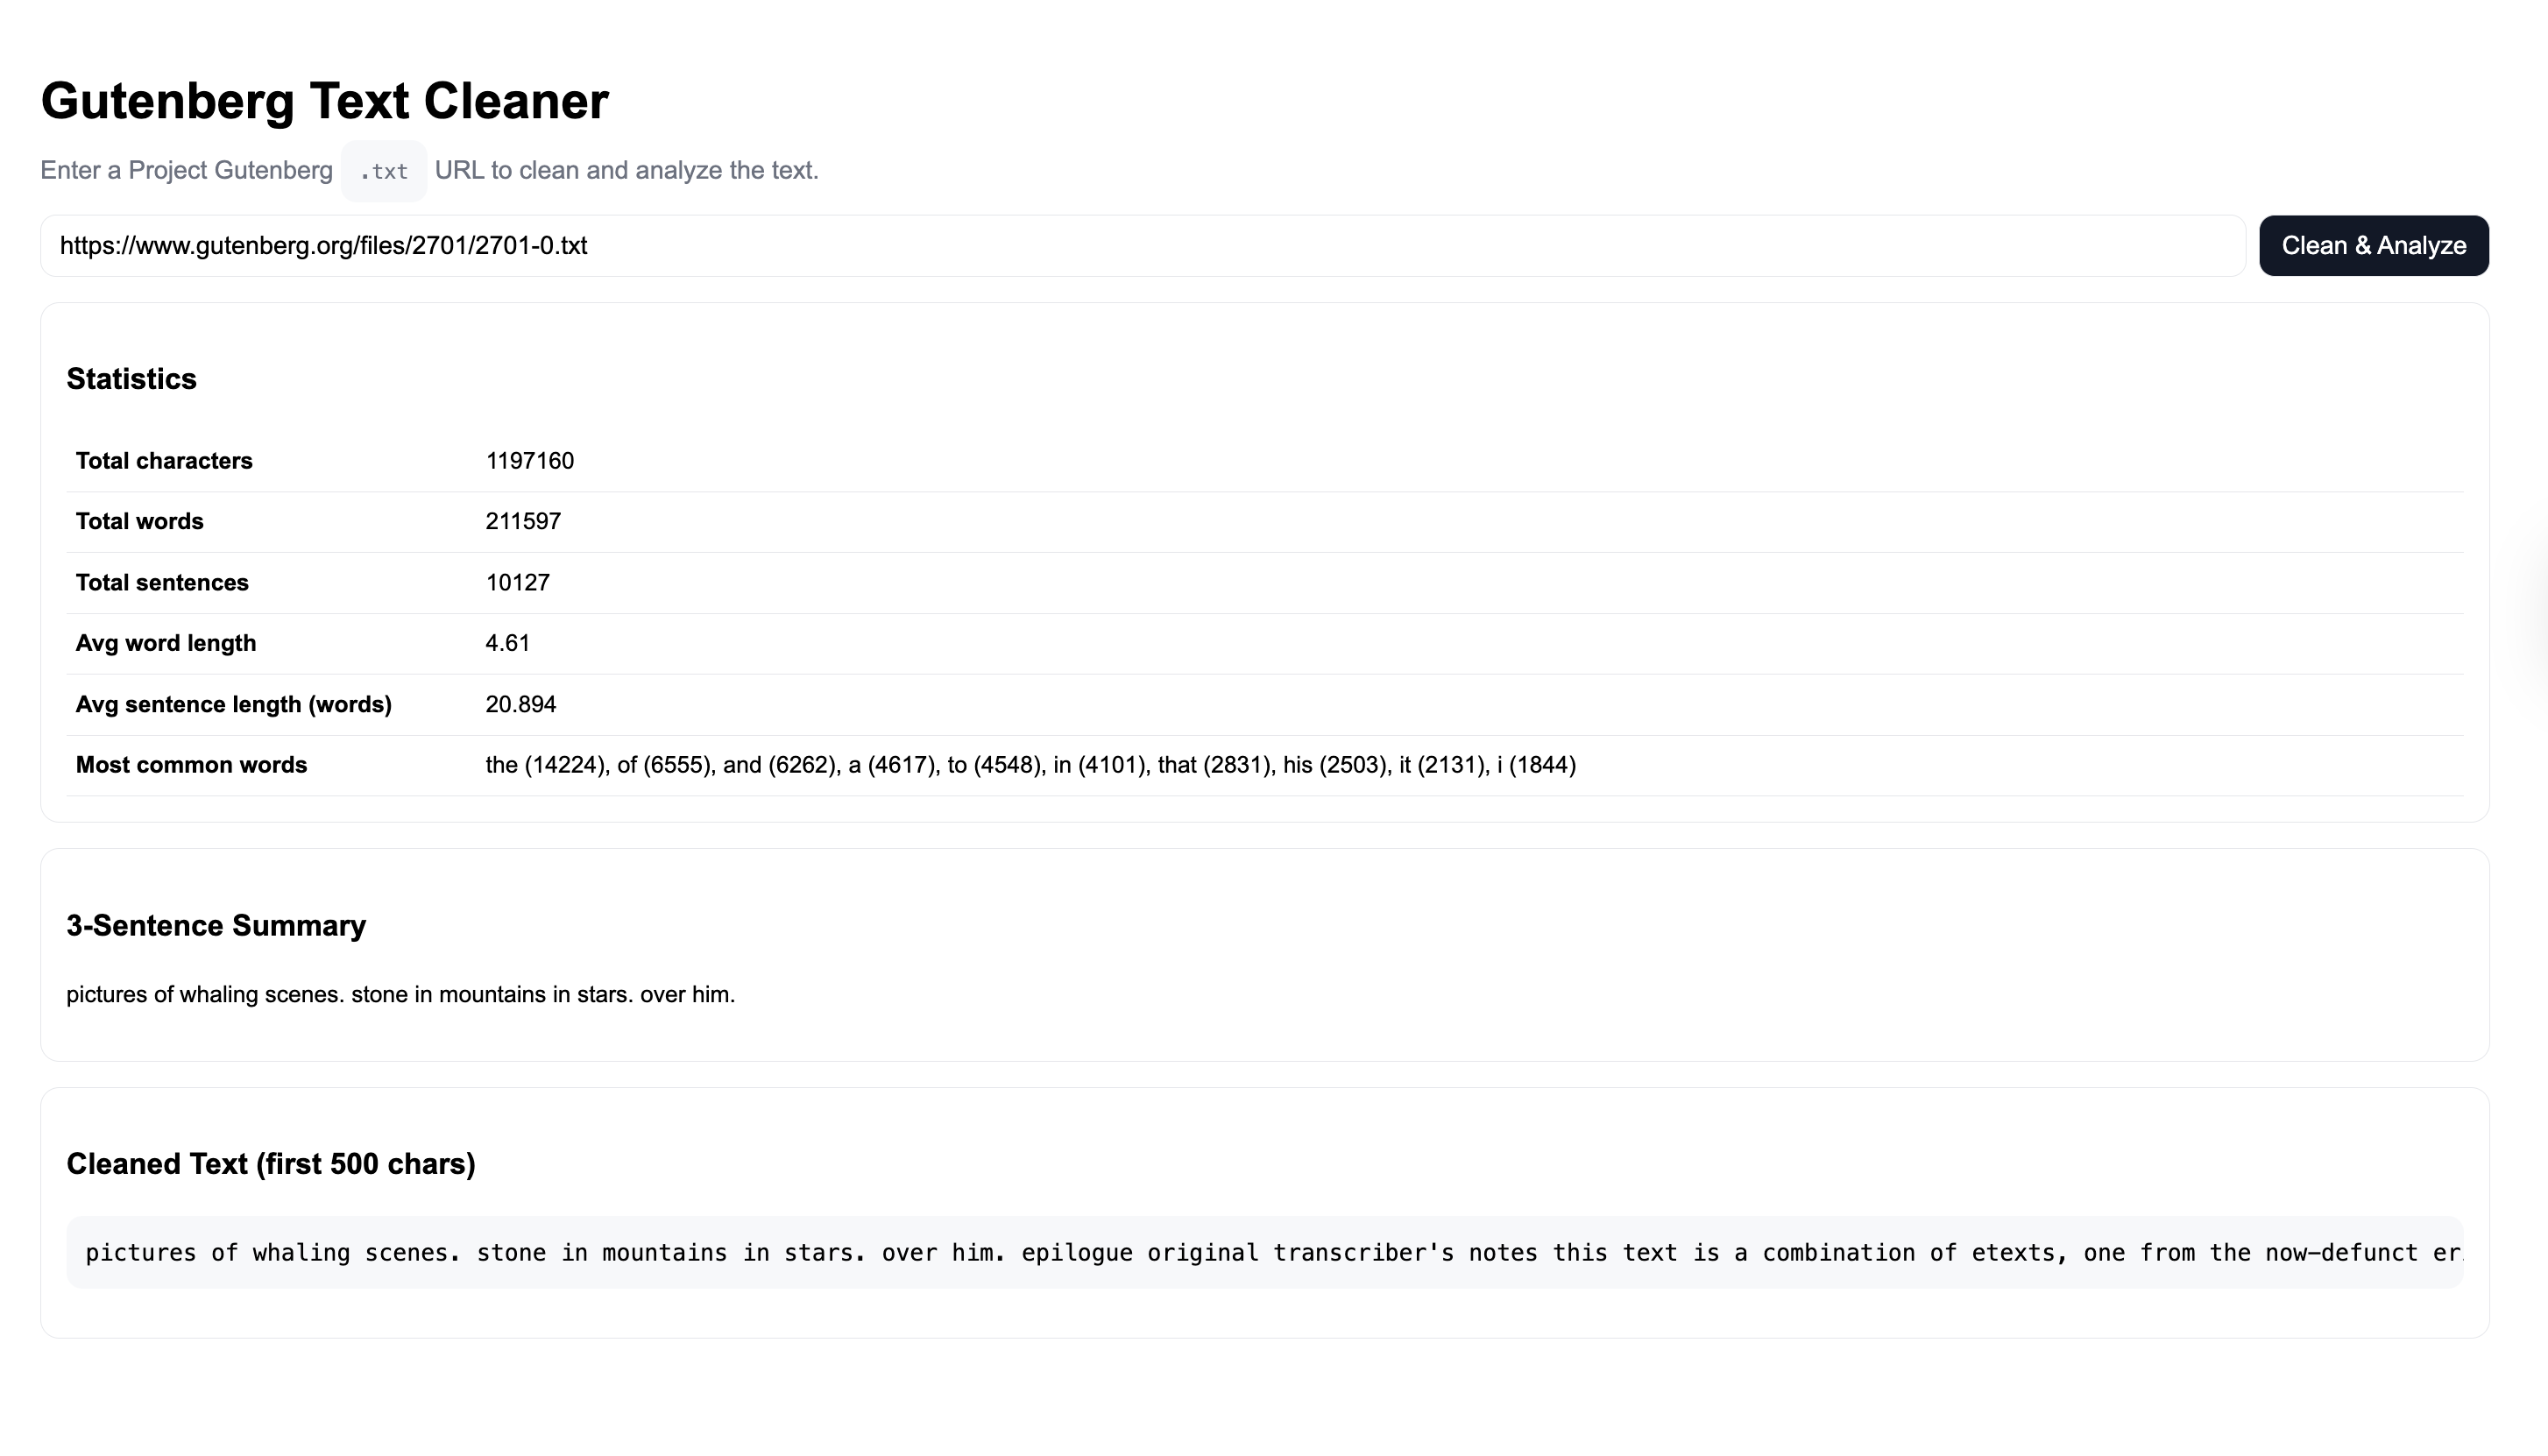 Gutenberg Text Cleaner
Enter a Project Gutenberg .txt URL to clean and analyze the text.
https://www.gutenberg.org/files/2701/2701-0.txt
Clean & Analyze
Statistics
Total characters 1197160
Total words 211597
Total sentences 10127
Avg word length 4.61
Avg sentence length (words) 20.894
Most common words the (14224), of (6555), and (6262), a (4617), to (4548), in (4101), that (2831), his (2503), it (2131), i (1844)
3-Sentence Summary
pictures of whaling scenes. stone in mountains in stars. over him.
Cleaned Text (first 500 chars)
pictures of whaling scenes. stone in mountains in stars. over him. epilogue original transcriber's notes this text is a combination of etexts, one from the now-defunct